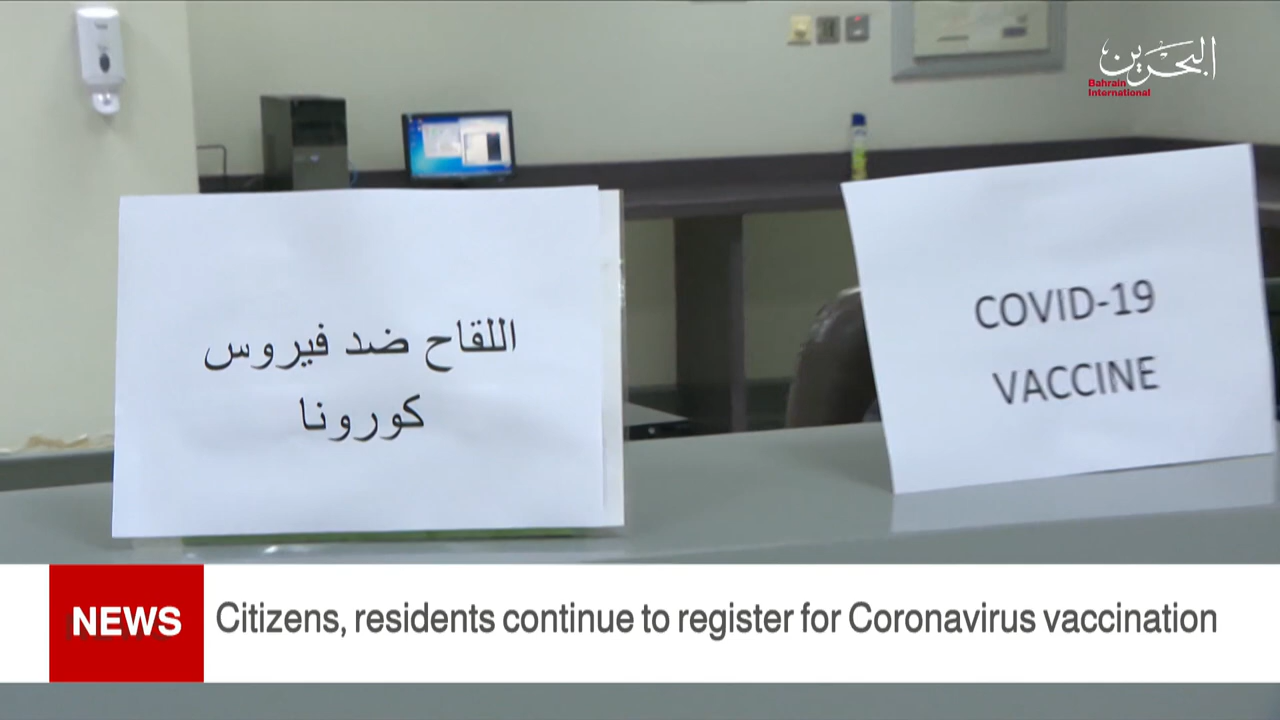 البحرين
Bahrain
International
اللقاح ضد فيروس
كورونا
COVID-19
VACCINE
NEWS
Citizens, residents continue to register for Coronavirus vaccination